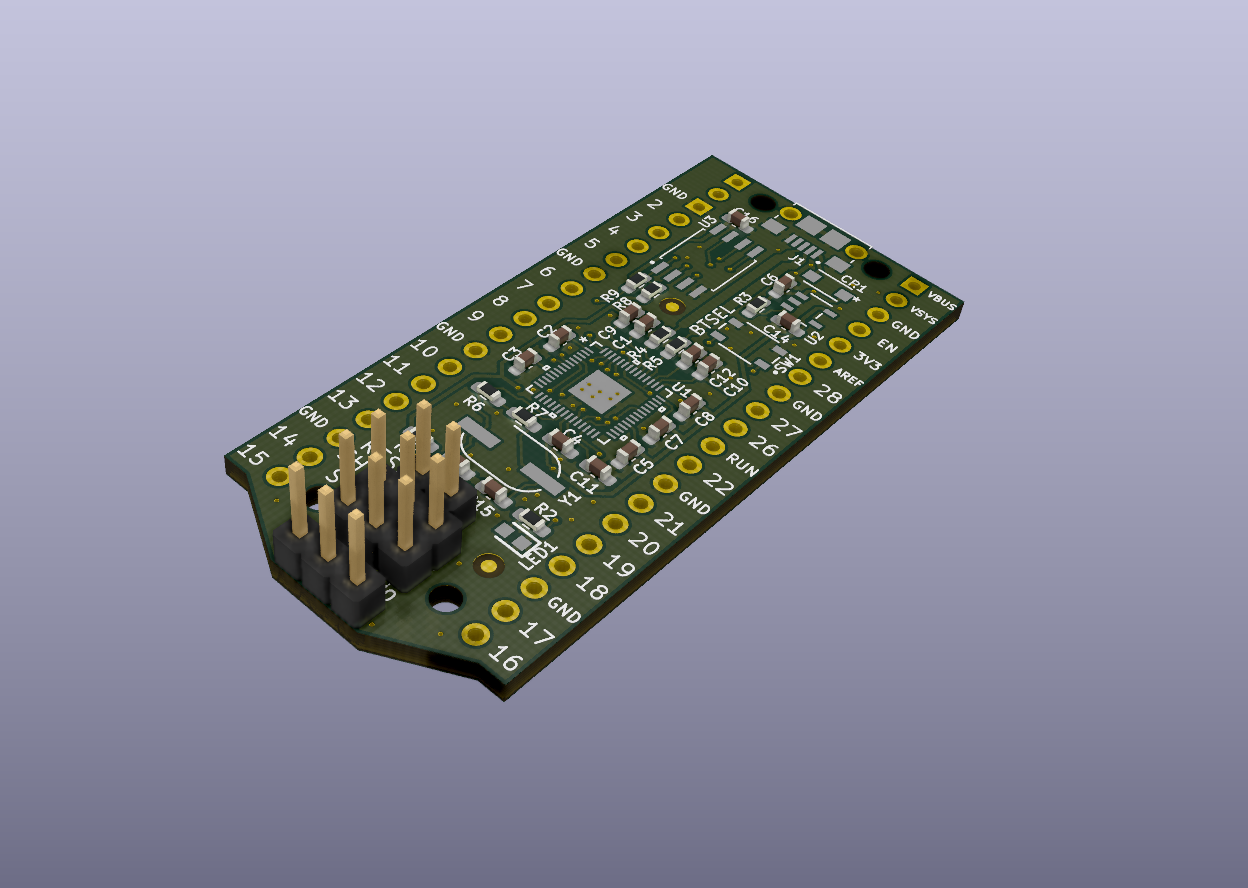 GND
2
3
4
5
GND
6
7
8
9
GND
10
11
12
13
GND
14
15
C16
U3
J1
CR1
C6
R3
C14
U2
SW1
BTSEL
R9
R8
C9
C1
R4
R5
C12
C10
C2
C3
U1
C8
C7
C5
R6
R7
C4
C11
Y1
R2
LED1
VBUS
VSYS
GND
EN
3V3
AREF
28
GND
27
26
RUN
22
GND
21
20
19
18
GND
17
16